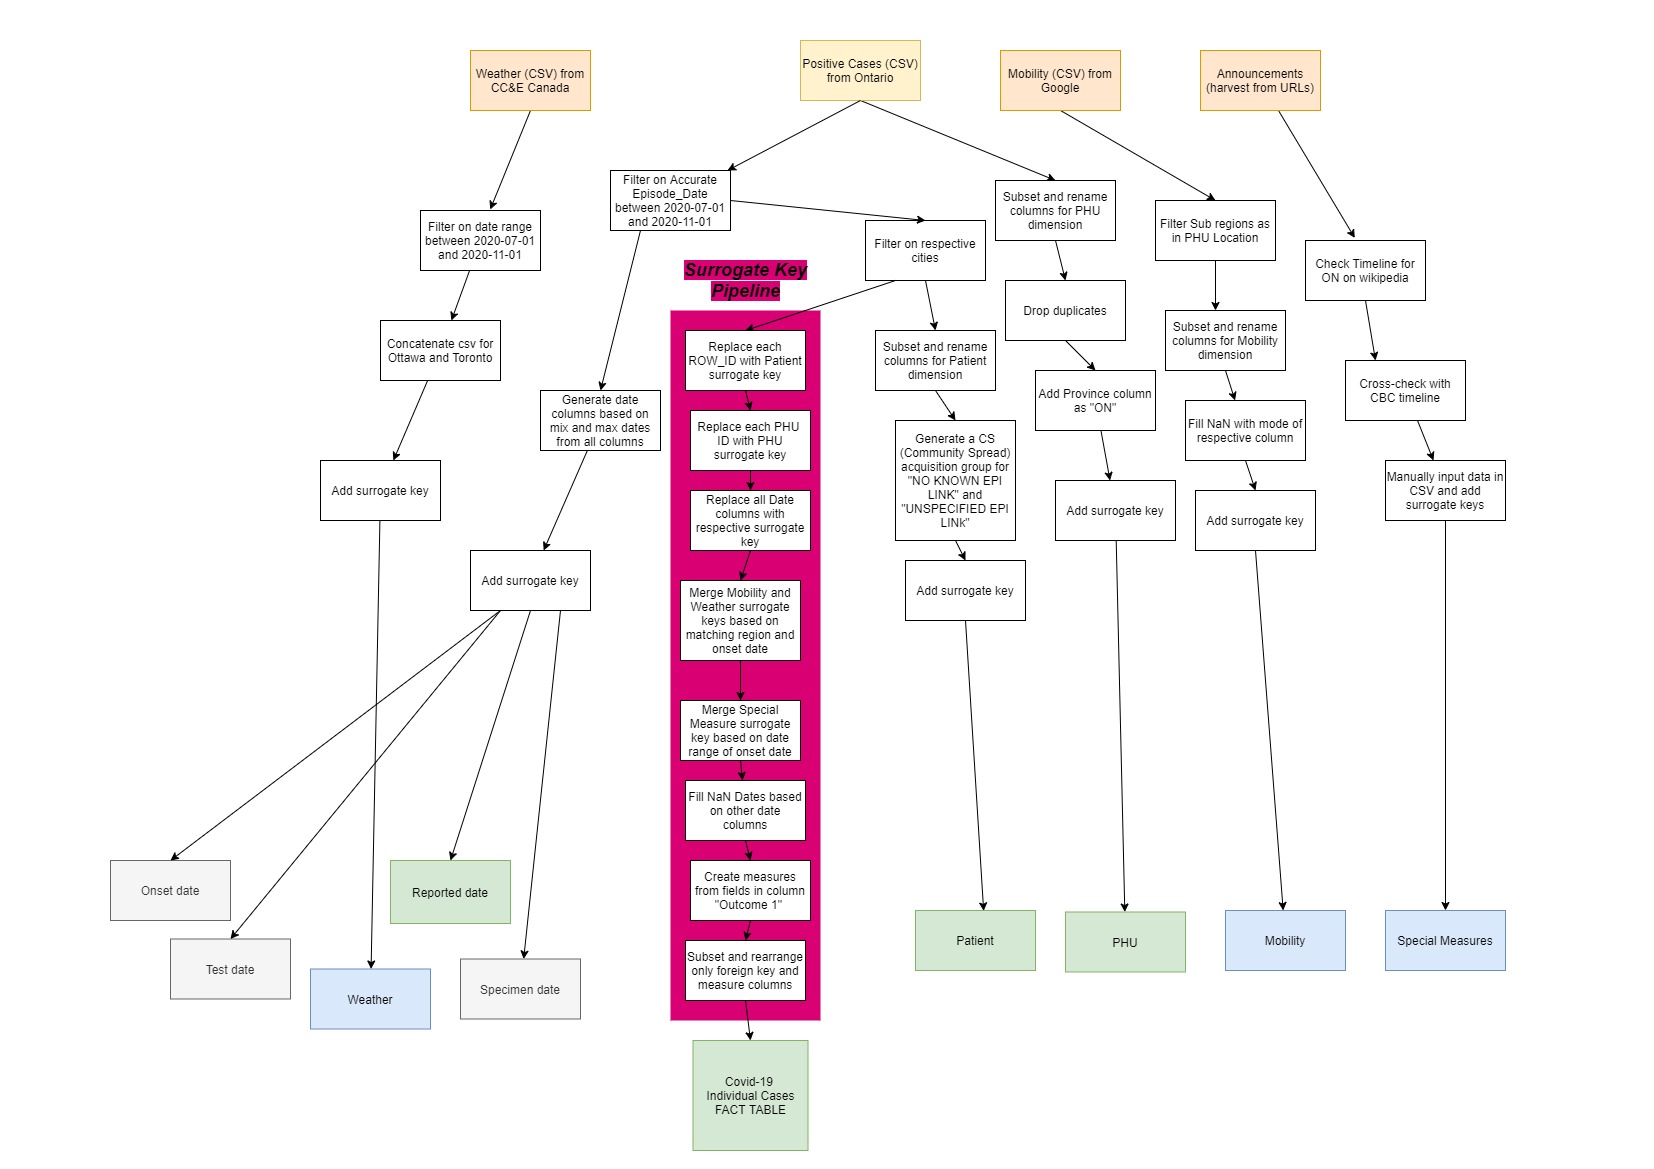 Weather (CSV) from
CC&E Canada
Positive Cases (CSV)
from Ontario
Mobility (CSV) from
Google
Announcements
(harvest from URLs)
Filter on Accurate
Episode_Date
between 2020-07-01
and 2020-11-01
Subset and rename
columns for PHU
dimension
Filter Sub regions as
in PHU Location
Filter on date range
between 2020-07-01
and 2020-11-01
Filter on respective
cities
Check Timeline for
ON on wikipedia
Surrogate Key
Pipeline
Drop duplicates
Concatenate csv for
Ottawa and Toronto
Replace each
ROW_ID with Patient
surrogate key
Subset and rename
columns for Patient
dimension
Subset and rename
columns for Mobility
dimension
Add Province column
as "ON"
Cross-check with
CBC timeline
Generate date
columns based on
mix and max dates
from all columns
Replace each PHU
ID with PHU
surrogate key
Generate a CS
(Community Spread)
acquisition group for
"NO KNOWN EPI
LINK" and
"UNSPECIFIED EPI
LINk"
Fill NaN with mode of
respective column
Add surrogate key
Replace all Date
columns with
respective surrogate
key
Add surrogate key
Add surrogate key
Manually input data in
CSV and add
surrogate keys
Add surrogate key
Merge Mobility and
Weather surrogate
keys based on
matching region and
onset date
Add surrogate key
Merge Special
Measure surrogate
key based on date
range of onset date
Fill NaN Dates based
on other date
columns
Onset date
Reported date
Create measures
from fields in column
"Outcome 1"
Test date
Weather
Specimen date
Subset and rearrange
only foreign key and
measure columns
Patient
PHU
Mobility
Special Measures
Covid-19
Individual Cases
FACT TABLE